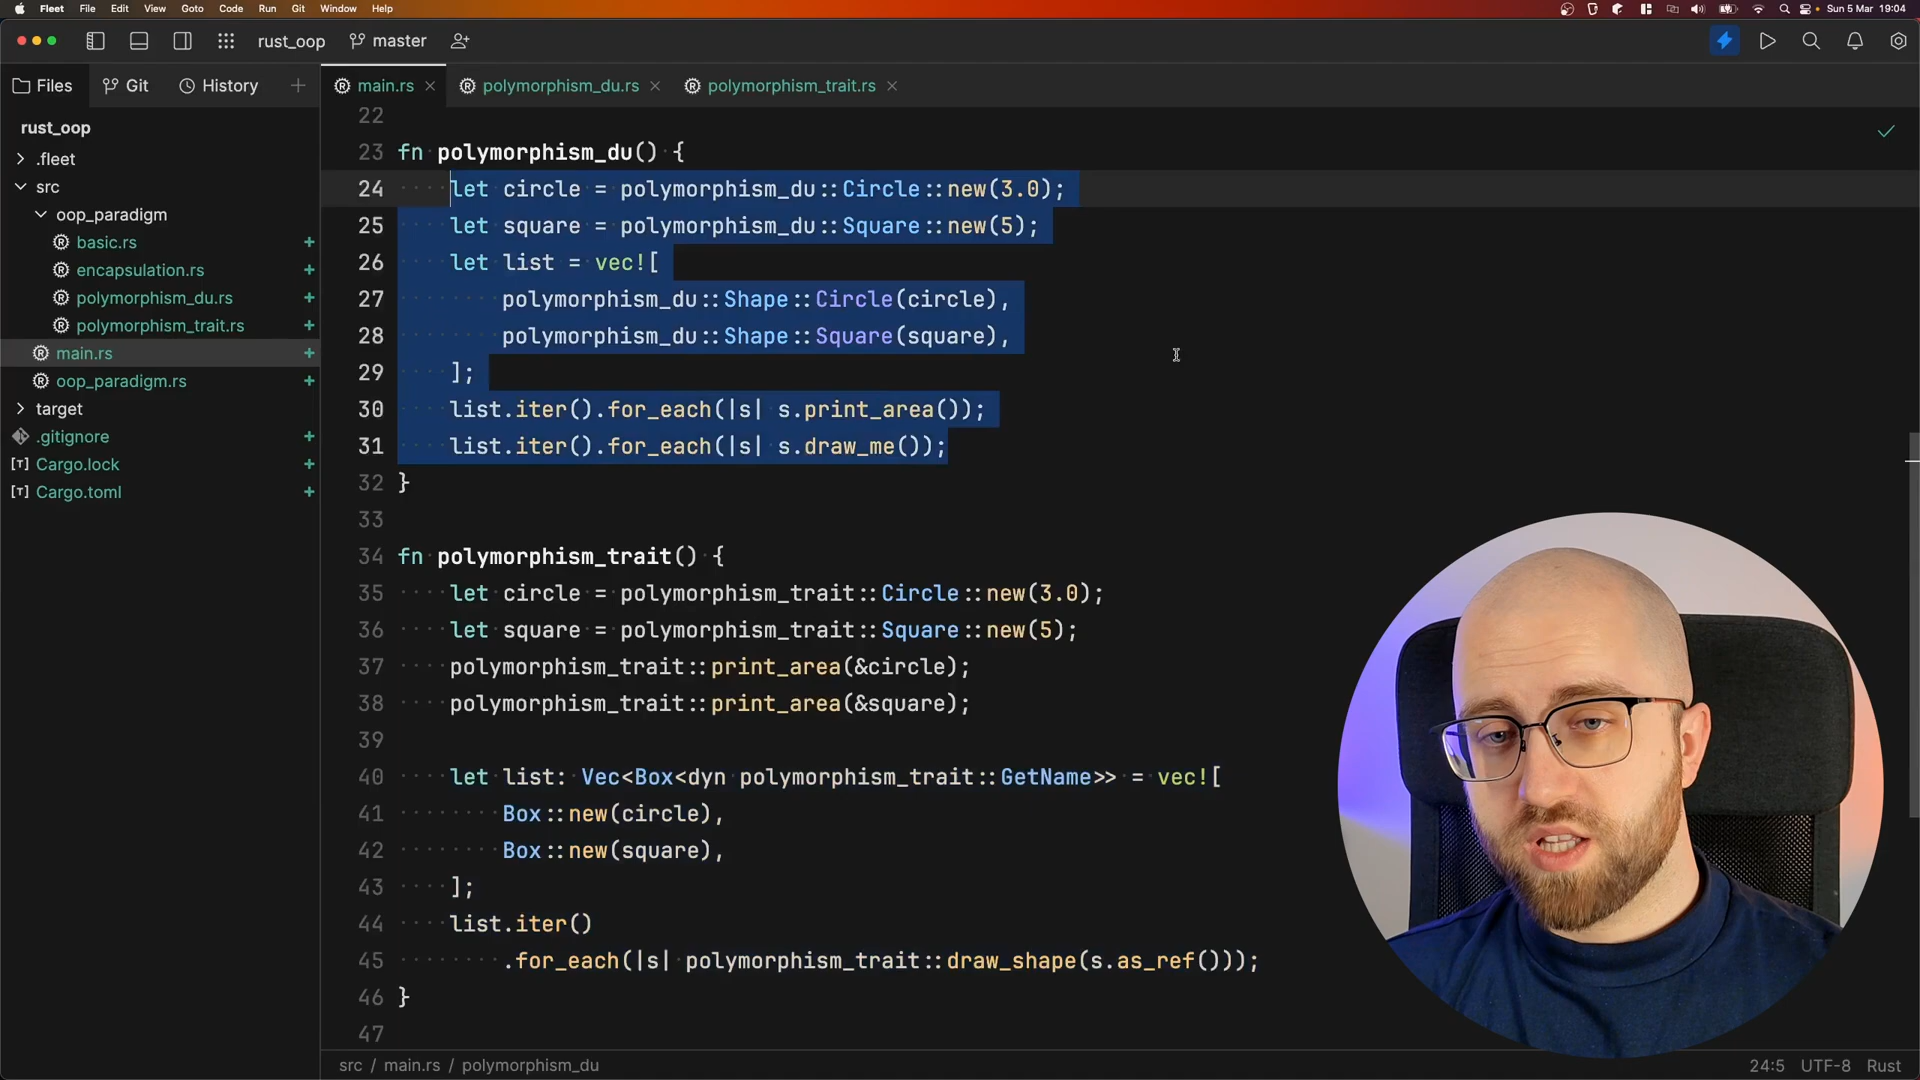 Fleet File Edit View Goto Code Run Git Window Help Sun 5 Mar 19:04
rust_oop master
Files Git History
main.rs polymorphism_du.rs polymorphism_trait.rs
rust_oop
.fleet
src
oop_paradigm
basic.rs
encapsulation.rs
polymorphism_du.rs
polymorphism_trait.rs
main.rs
oop_paradigm.rs
target
.gitignore
[T] Cargo.lock
[T] Cargo.toml
22
23 fn polymorphism_du() {
24 let circle = polymorphism_du::Circle::new(3.0);
25 let square = polymorphism_du::Square::new(5);
26 let list = vec![
27 polymorphism_du::Shape::Circle(circle),
28 polymorphism_du::Shape::Square(square),
29 ];
30 list.iter().for_each(|s| s.print_area());
31 list.iter().for_each(|s| s.draw_me());
32 }
33
34 fn polymorphism_trait() {
35 let circle = polymorphism_trait::Circle::new(3.0);
36 let square = polymorphism_trait::Square::new(5);
37 polymorphism_trait::print_area(&circle);
38 polymorphism_trait::print_area(&square);
39
40 let list: Vec<Box<dyn polymorphism_trait::GetName>> = vec![
41 Box::new(circle),
42 Box::new(square),
43 ];
44 list.iter()
45 .for_each(|s| polymorphism_trait::draw_shape(s.as_ref()));
46 }
47
src / main.rs / polymorphism_du 24:5 UTF-8 Rust